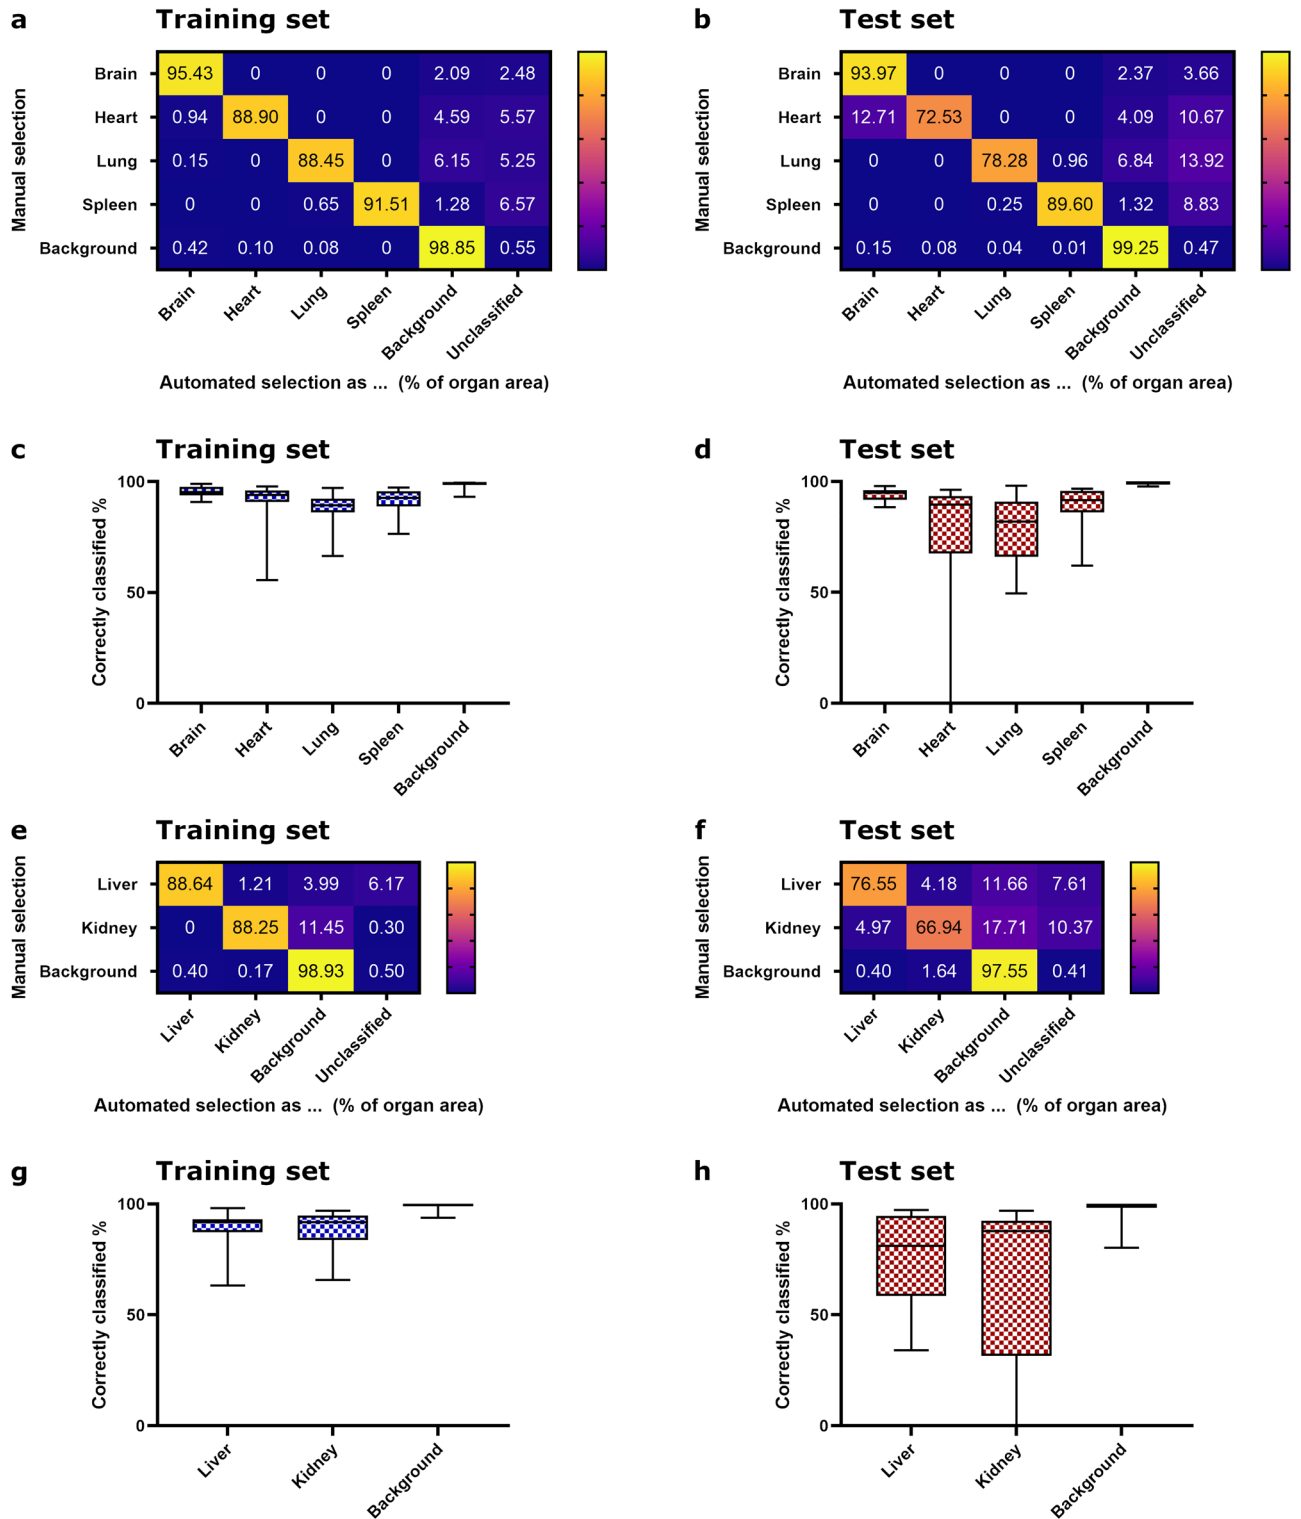 a Training set
Manual selection
Brain 95.43 0 0 0 2.09 2.48
Heart 0.94 88.90 0 0 4.59 5.57
Lung 0.15 0 88.45 0 6.15 5.25
Spleen 0 0 0.65 91.51 1.28 6.57
Background 0.42 0.10 0.08 0 98.85 0.55
Brain Heart Lung Spleen Background Unclassified
Automated selection as ... (% of organ area)
b Test set
Manual selection
Brain 93.97 0 0 0 2.37 3.66
Heart 12.71 72.53 0 0 4.09 10.67
Lung 0 0 78.28 0.96 6.84 13.92
Spleen 0 0 0.25 89.60 1.32 8.83
Background 0.15 0.08 0.04 0.01 99.25 0.47
Brain Heart Lung Spleen Background Unclassified
Automated selection as ... (% of organ area)
c Training set
Correctly classified %
100
50
0
Brain Heart Lung Spleen Background
d Test set
Correctly classified %
100
50
0
Brain Heart Lung Spleen Background
e Training set
Manual selection
Liver 88.64 1.21 3.99 6.17
Kidney 0 88.25 11.45 0.30
Background 0.40 0.17 98.93 0.50
Liver Kidney Background Unclassified
Automated selection as ... (% of organ area)
f Test set
Manual selection
Liver 76.55 4.18 11.66 7.61
Kidney 4.97 66.94 17.71 10.37
Background 0.40 1.64 97.55 0.41
Liver Kidney Background Unclassified
Automated selection as ... (% of organ area)
g Training set
Correctly classified %
100
50
0
Liver Kidney Background
h Test set
Correctly classified %
100
50
0
Liver Kidney Background